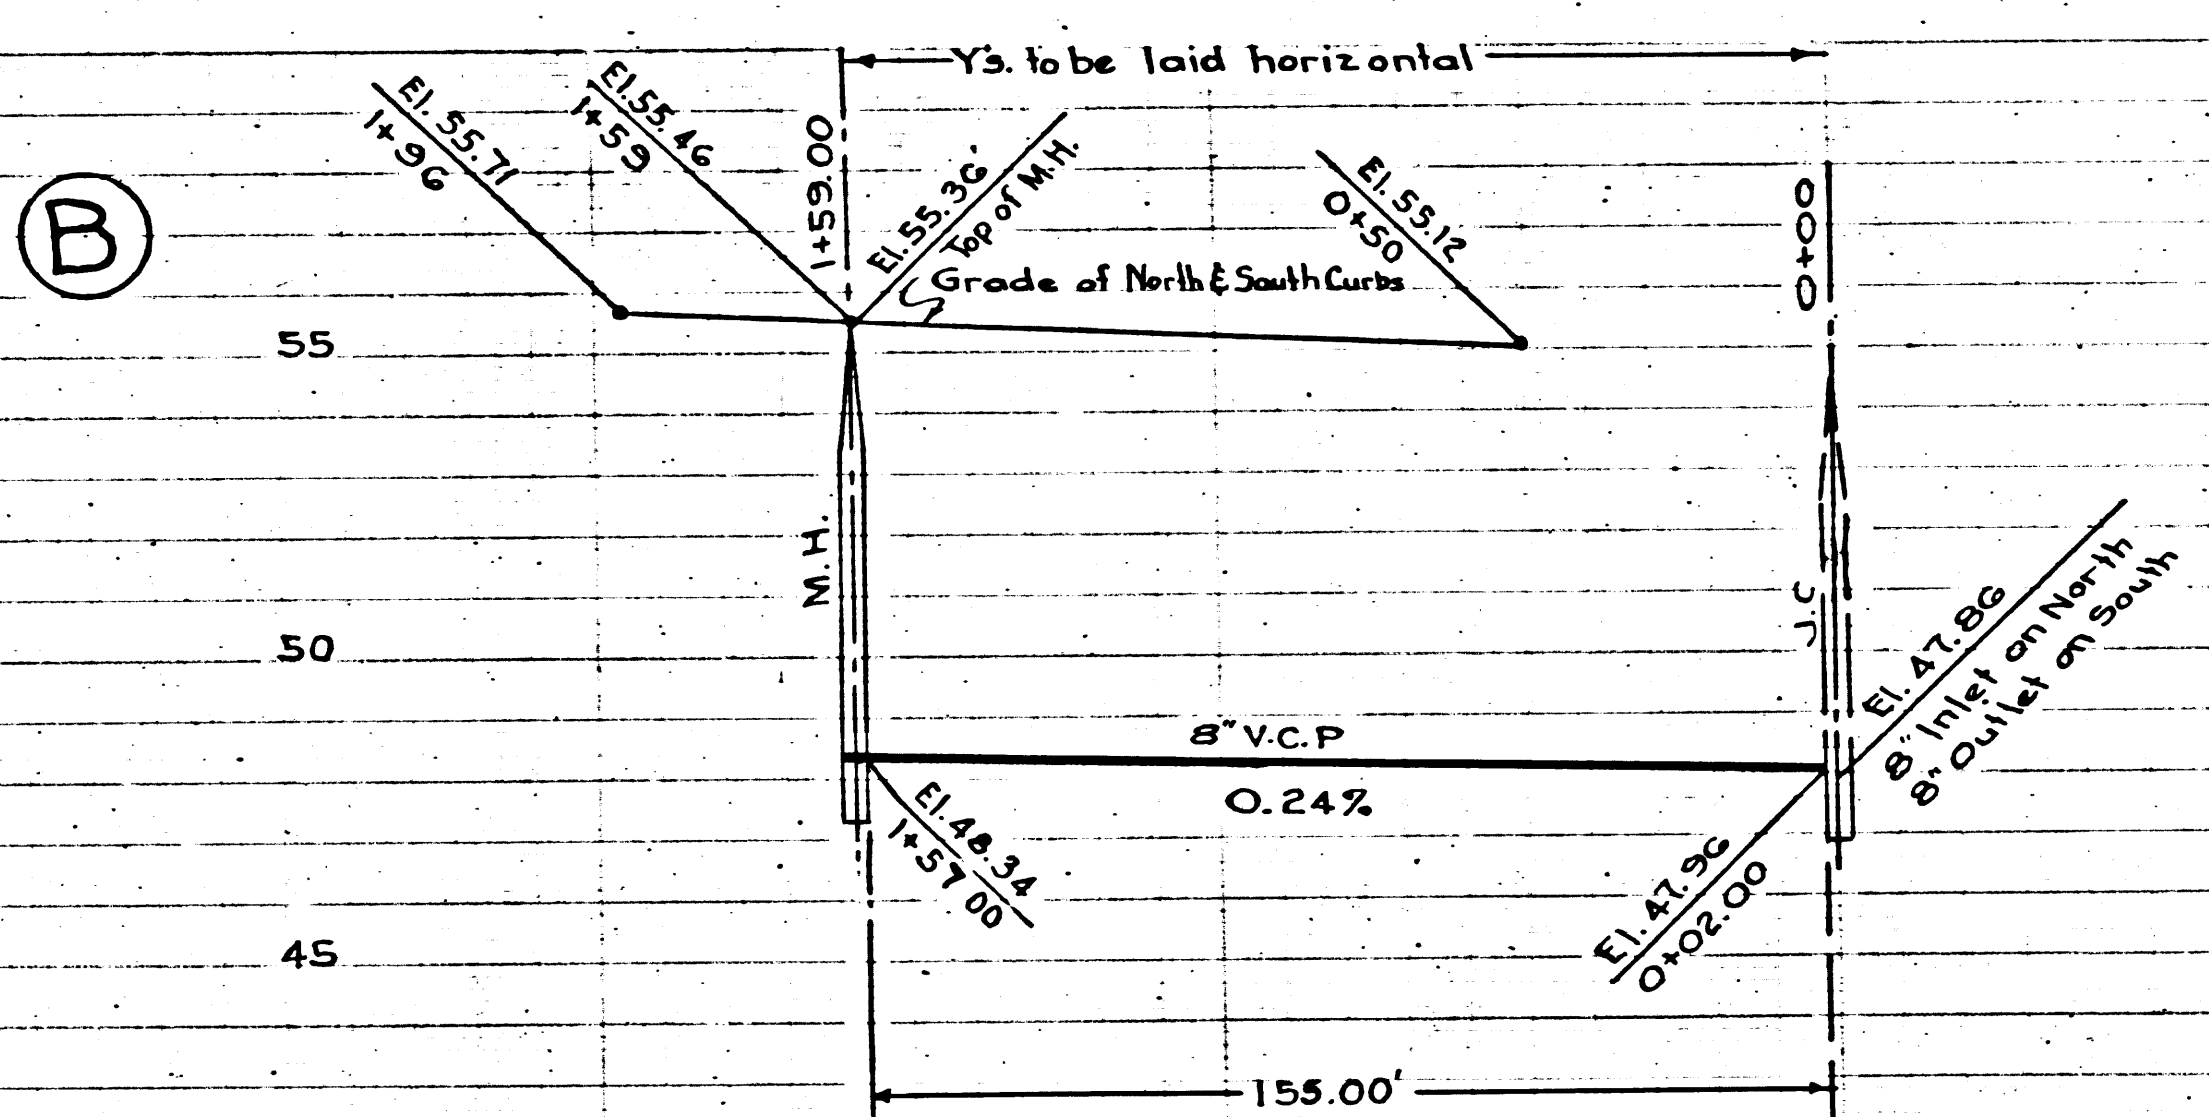 Y's. to be laid horizontal
El. 55.71
1+96
El. 55.46
1+59
1+59.00
El. 55.36'
Top of M.H.
El. 55.12
0+50
0+00
B
Grade of North & South Curbs
55
M.H.
J.C
50
El. 47.86
8" Inlet on North
8" Outlet on South
8" V.C.P
0.24%
El. 48.34
1+57 00
El. 47.96
0+02.00
45
155.00'